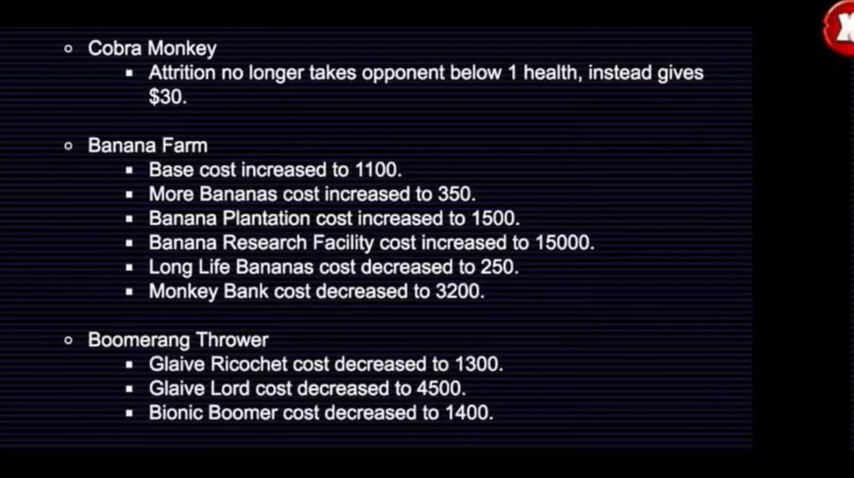 Cobra Monkey
Attrition no longer takes opponent below 1 health, instead gives
$30.
Banana Farm
Base cost increased to 1100.
More Bananas cost increased to 350.
Banana Plantation cost increased to 1500.
Banana Research Facility cost increased to 15000.
Long Life Bananas cost decreased to 250.
Monkey Bank cost decreased to 3200.
Boomerang Thrower
Glaive Ricochet cost decreased to 1300.
Glaive Lord cost decreased to 4500.
Bionic Boomer cost decreased to 1400.